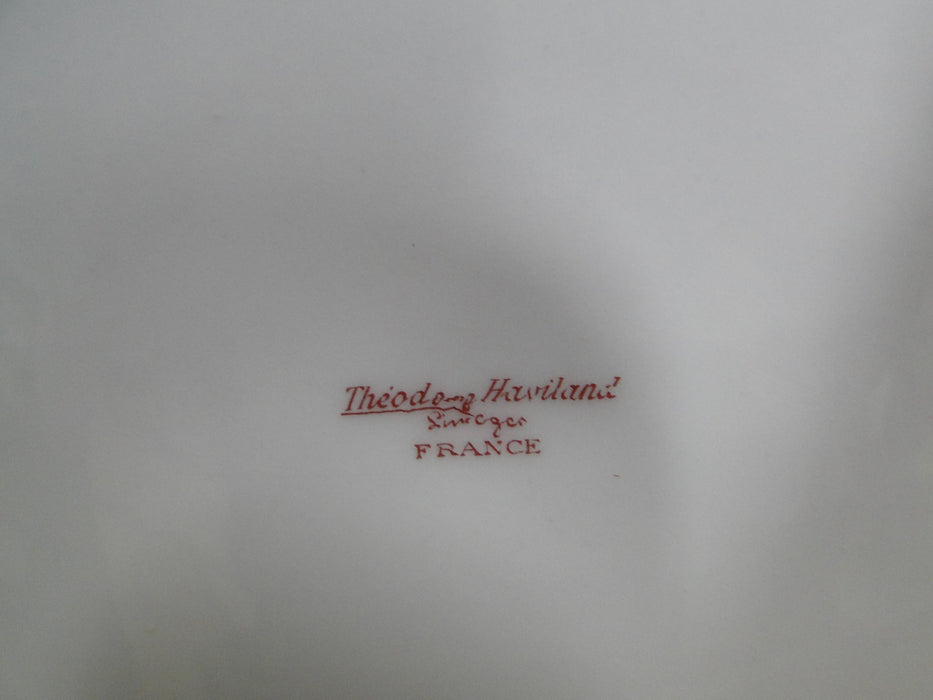 Théodore Haviland
Limoges
FRANCE